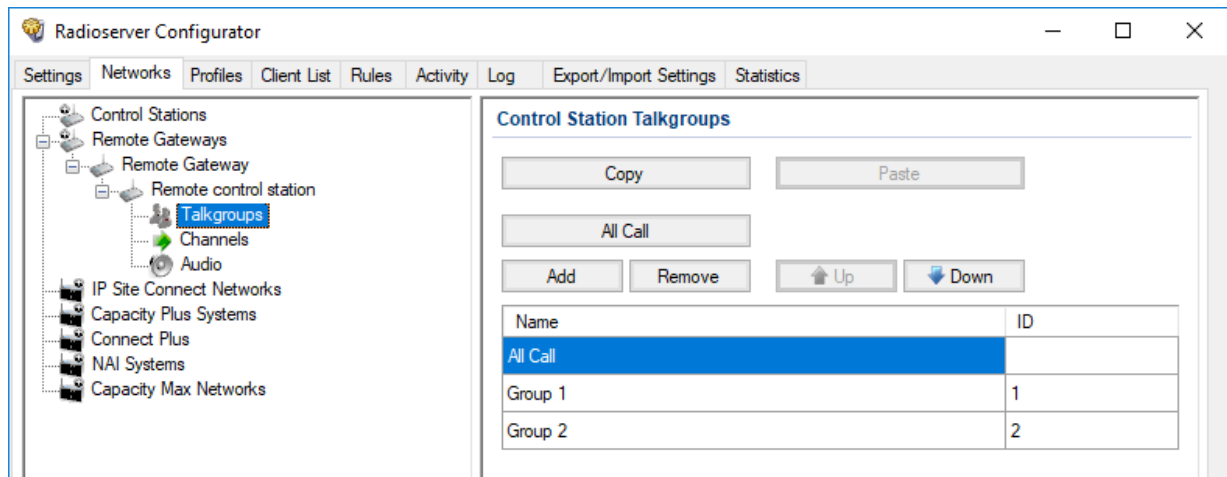 Radioserver Configurator
Settings Networks Profiles Client List Rules Activity Log Export/Import Settings Statistics
Control Stations
Remote Gateways
Remote Gateway
Remote control station
Talkgroups
Channels
Audio
IP Site Connect Networks
Capacity Plus Systems
Connect Plus
NAI Systems
Capacity Max Networks
Control Station Talkgroups
Copy Paste
All Call
Add Remove Up Down
Name ID
All Call
Group 1 1
Group 2 2